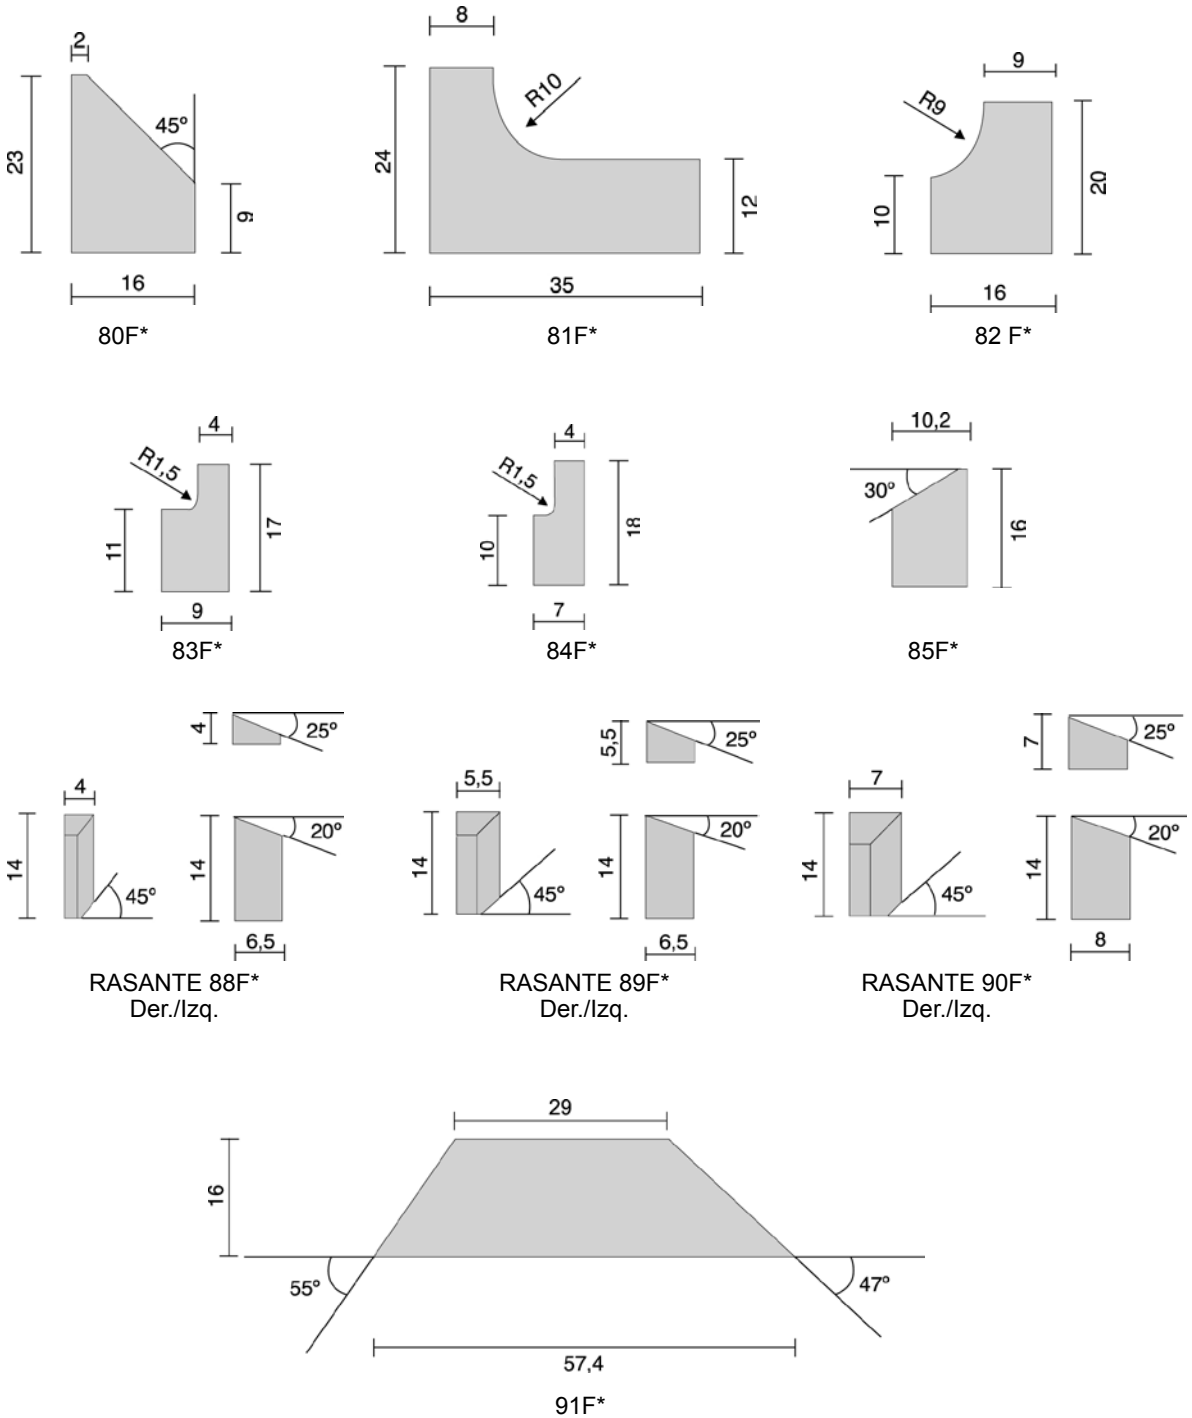 2
23
45º
9
16
80F*
8
24
R10
12
35
81F*
9
R9
10
20
16
82 F*
4
R1,5
11
17
9
83F*
4
R1,5
10
18
7
84F*
10,2
30º
16
85F*
4
25º
4
14
45º
14
20º
6,5
RASANTE 88F*
Der./Izq.
5,5
25º
5,5
14
45º
14
20º
6,5
RASANTE 89F*
Der./Izq.
7
25º
7
14
45º
14
20º
8
RASANTE 90F*
Der./Izq.
29
16
55º
47º
57,4
91F*